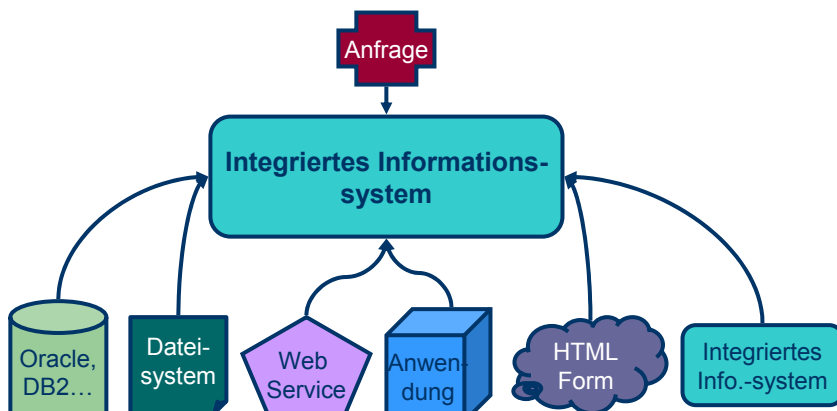 Anfrage
Integriertes Informations-
system
Oracle,
DB2...
Datei-
system
Web
Service
Anwen-
dung
HTML
Form
Integriertes
Info.-system